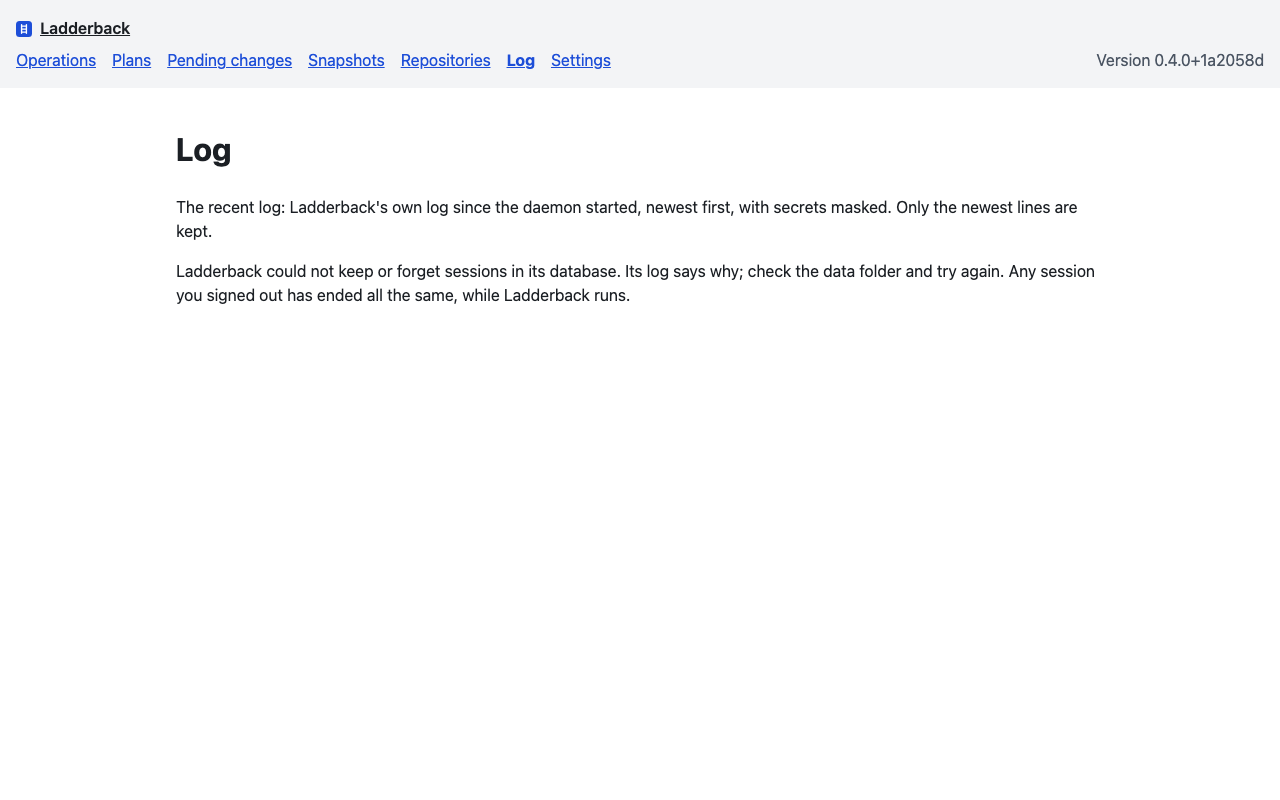 Ladderback
Operations Plans Pending changes Snapshots Repositories Log Settings Version 0.4.0+1a2058d
Log
The recent log: Ladderback's own log since the daemon started, newest first, with secrets masked. Only the newest lines are
kept.
Ladderback could not keep or forget sessions in its database. Its log says why; check the data folder and try again. Any session
you signed out has ended all the same, while Ladderback runs.